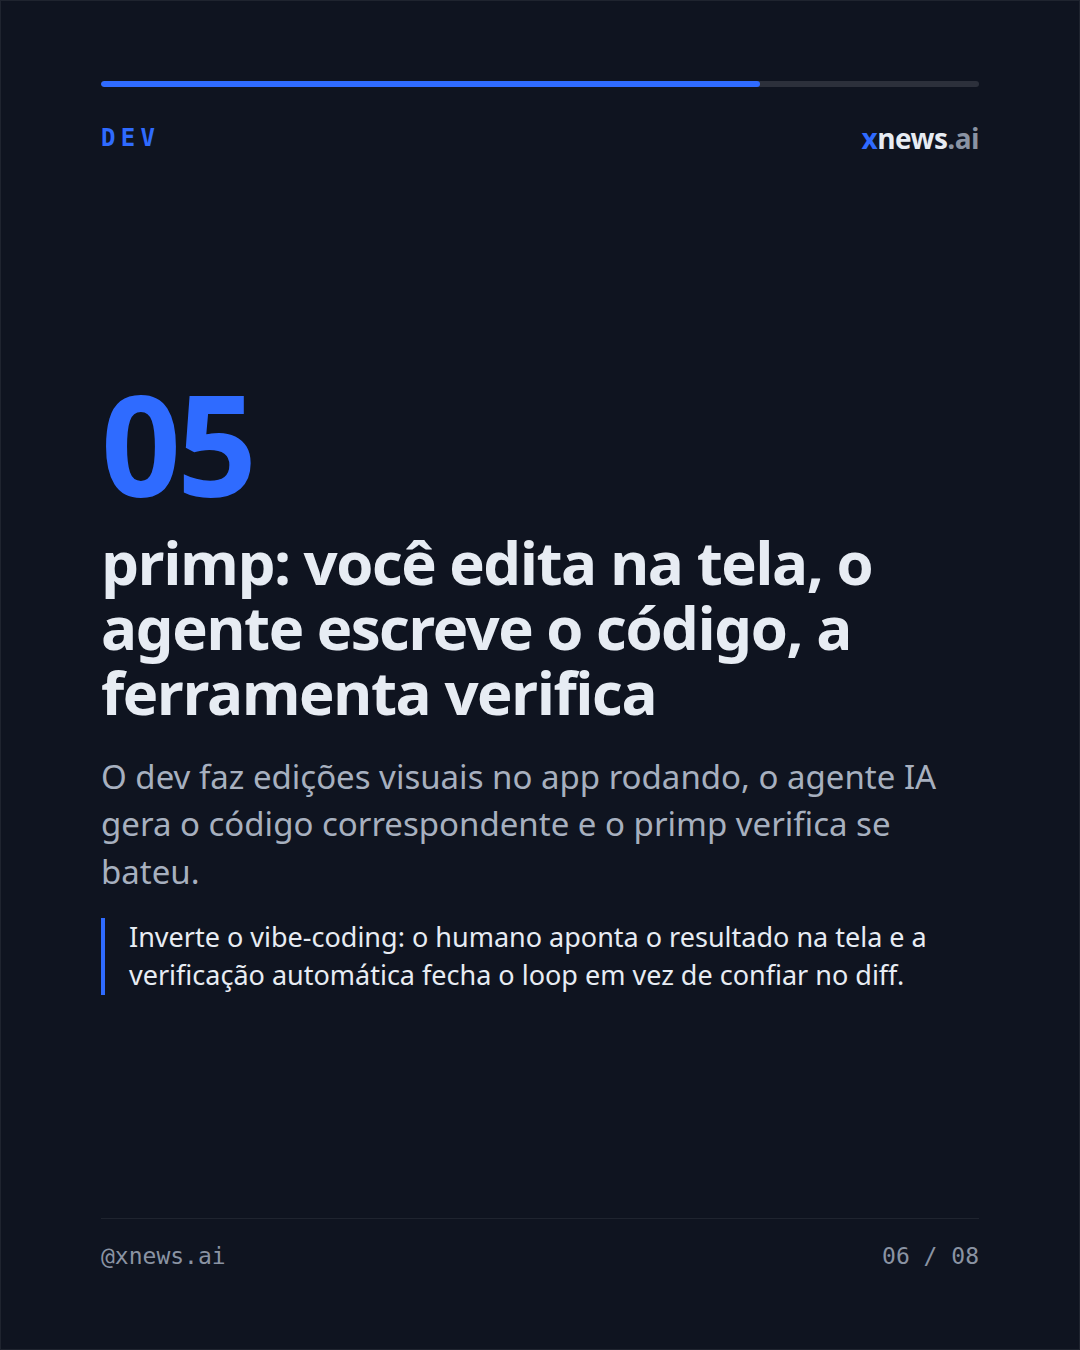 DEV
xnews.ai
05
primp: você edita na tela, o
agente escreve o código, a
ferramenta verifica
O dev faz edições visuais no app rodando, o agente IA
gera o código correspondente e o primp verifica se
bateu.
Inverte o vibe-coding: o humano aponta o resultado na tela e a
verificação automática fecha o loop em vez de confiar no diff.
@xnews.ai
06 / 08